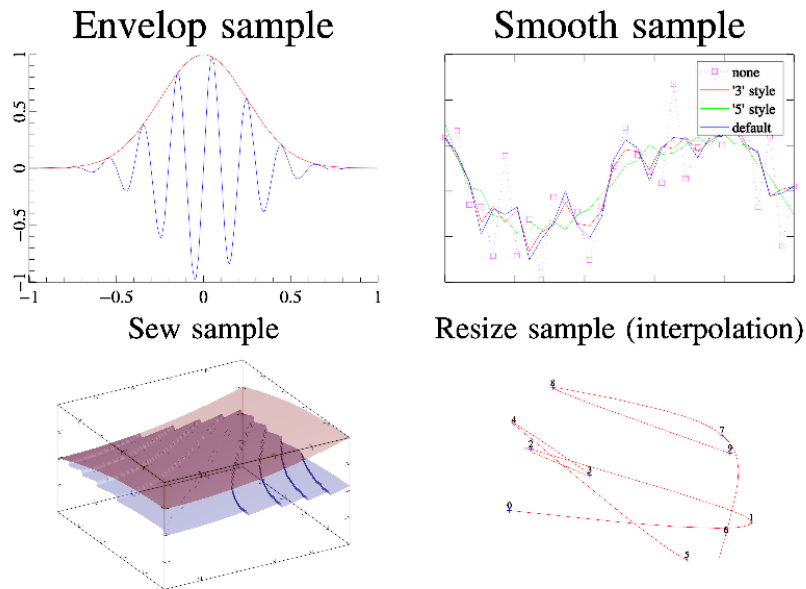 Envelop sample
Smooth sample
none
'3' style
'5' style
default
1
0.5
0
−0.5
−1
−1
−0.5
0
0.5
1
Sew sample
Resize sample (interpolation)
8
4
7
2
9
3
0
1
6
5